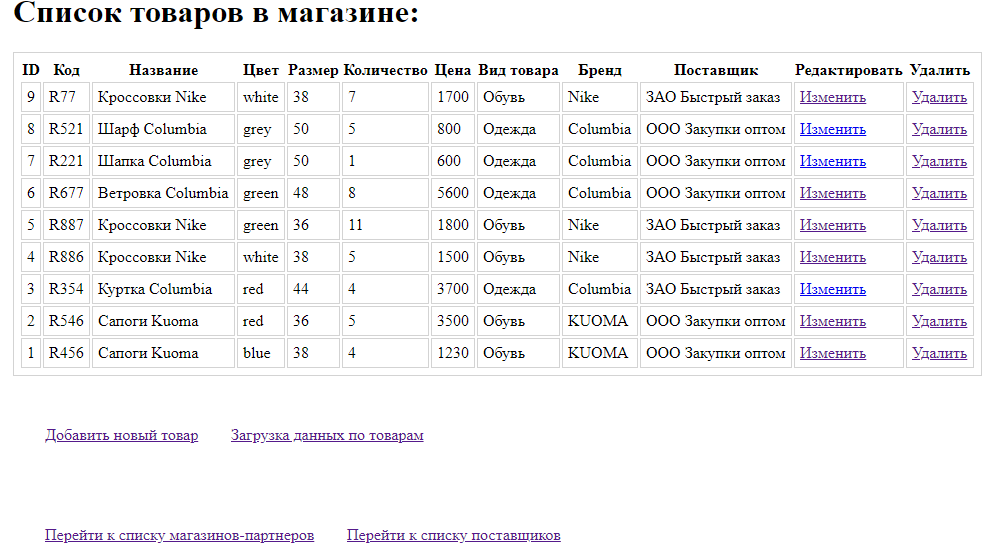 Список товаров в магазине:
ID Код Название Цвет Размер Количество Цена Вид товара Бренд Поставщик Редактировать Удалить
9 R77 Кроссовки Nike white 38 7 1700 Обувь Nike ЗАО Быстрый заказ Изменить Удалить
8 R521 Шарф Columbia grey 50 5 800 Одежда Columbia ООО Закупки оптом Изменить Удалить
7 R221 Шапка Columbia grey 50 1 600 Одежда Columbia ООО Закупки оптом Изменить Удалить
6 R677 Ветровка Columbia green 48 8 5600 Одежда Columbia ООО Закупки оптом Изменить Удалить
5 R887 Кроссовки Nike green 36 11 1800 Обувь Nike ЗАО Быстрый заказ Изменить Удалить
4 R886 Кроссовки Nike white 38 5 1500 Обувь Nike ЗАО Быстрый заказ Изменить Удалить
3 R354 Куртка Columbia red 44 4 3700 Одежда Columbia ЗАО Быстрый заказ Изменить Удалить
2 R546 Сапоги Kuoma red 36 5 3500 Обувь KUOMA ООО Закупки оптом Изменить Удалить
1 R456 Сапоги Kuoma blue 38 4 1230 Обувь KUOMA ООО Закупки оптом Изменить Удалить
Добавить новый товар Загрузка данных по товарам
Перейти к списку магазинов-партнеров Перейти к списку поставщиков